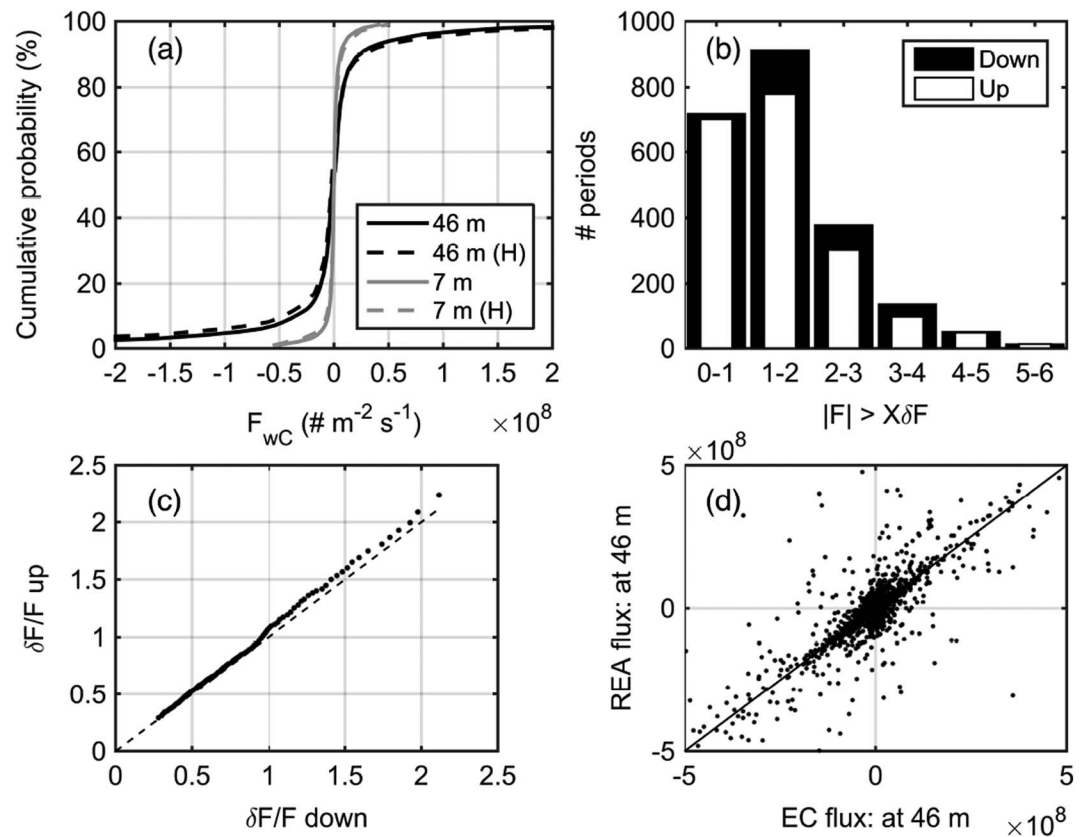 (a)
Cumulative probability (%)
100
80
60
40
20
0
46 m
46 m (H)
7 m
7 m (H)
-2 -1.5 -1 -0.5 0 0.5 1 1.5 2
F_wC (# m^-2 s^-1)
×10^8
(b)
# periods
1000
800
600
400
200
0
Down
Up
0-1 1-2 2-3 3-4 4-5 5-6
|F| > XδF
(c)
δF/F up
2.5
2
1.5
1
0.5
0
0 0.5 1 1.5 2 2.5
δF/F down
(d)
×10^8
REA flux: at 46 m
5
0
-5
-5 0 5
EC flux: at 46 m
×10^8